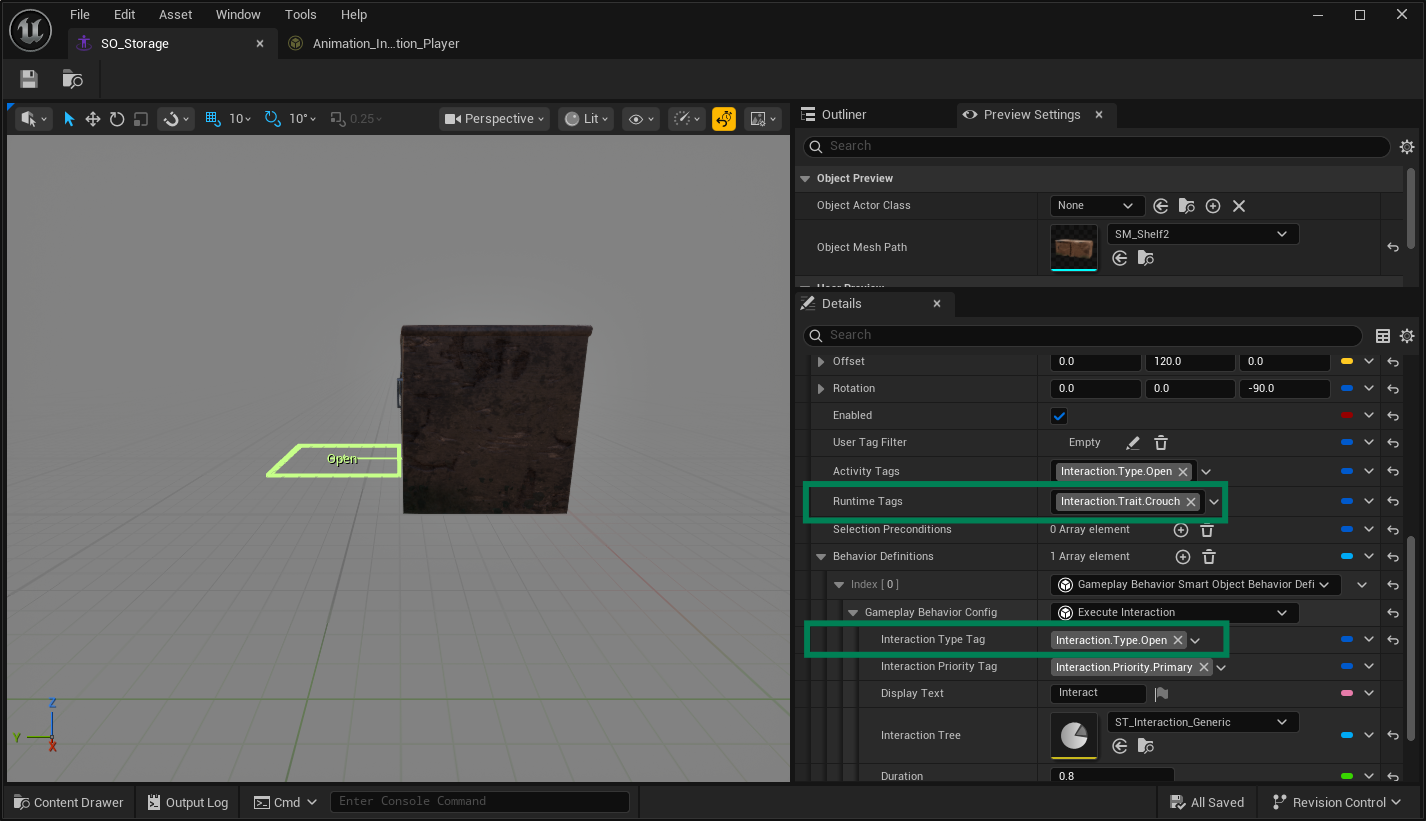 File Edit Asset Window Tools Help
SO_Storage Animation_In...tion_Player
10 10° 0.25 Perspective Lit
Open
Z
Y
X
Outliner Preview Settings
Search
Object Preview
Object Actor Class None
Object Mesh Path SM_Shelf2
Details
Search
Offset 0.0 120.0 0.0
Rotation 0.0 0.0 -90.0
Enabled
User Tag Filter Empty
Activity Tags Interaction.Type.Open
Runtime Tags Interaction.Trait.Crouch
Selection Preconditions 0 Array element
Behavior Definitions 1 Array element
Index [ 0 ] Gameplay Behavior Smart Object Behavior Defi
Gameplay Behavior Config Execute Interaction
Interaction Type Tag Interaction.Type.Open
Interaction Priority Tag Interaction.Priority.Primary
Display Text Interact
Interaction Tree ST_Interaction_Generic
Duration 0.8
Content Drawer Output Log Cmd Enter Console Command All Saved Revision Control